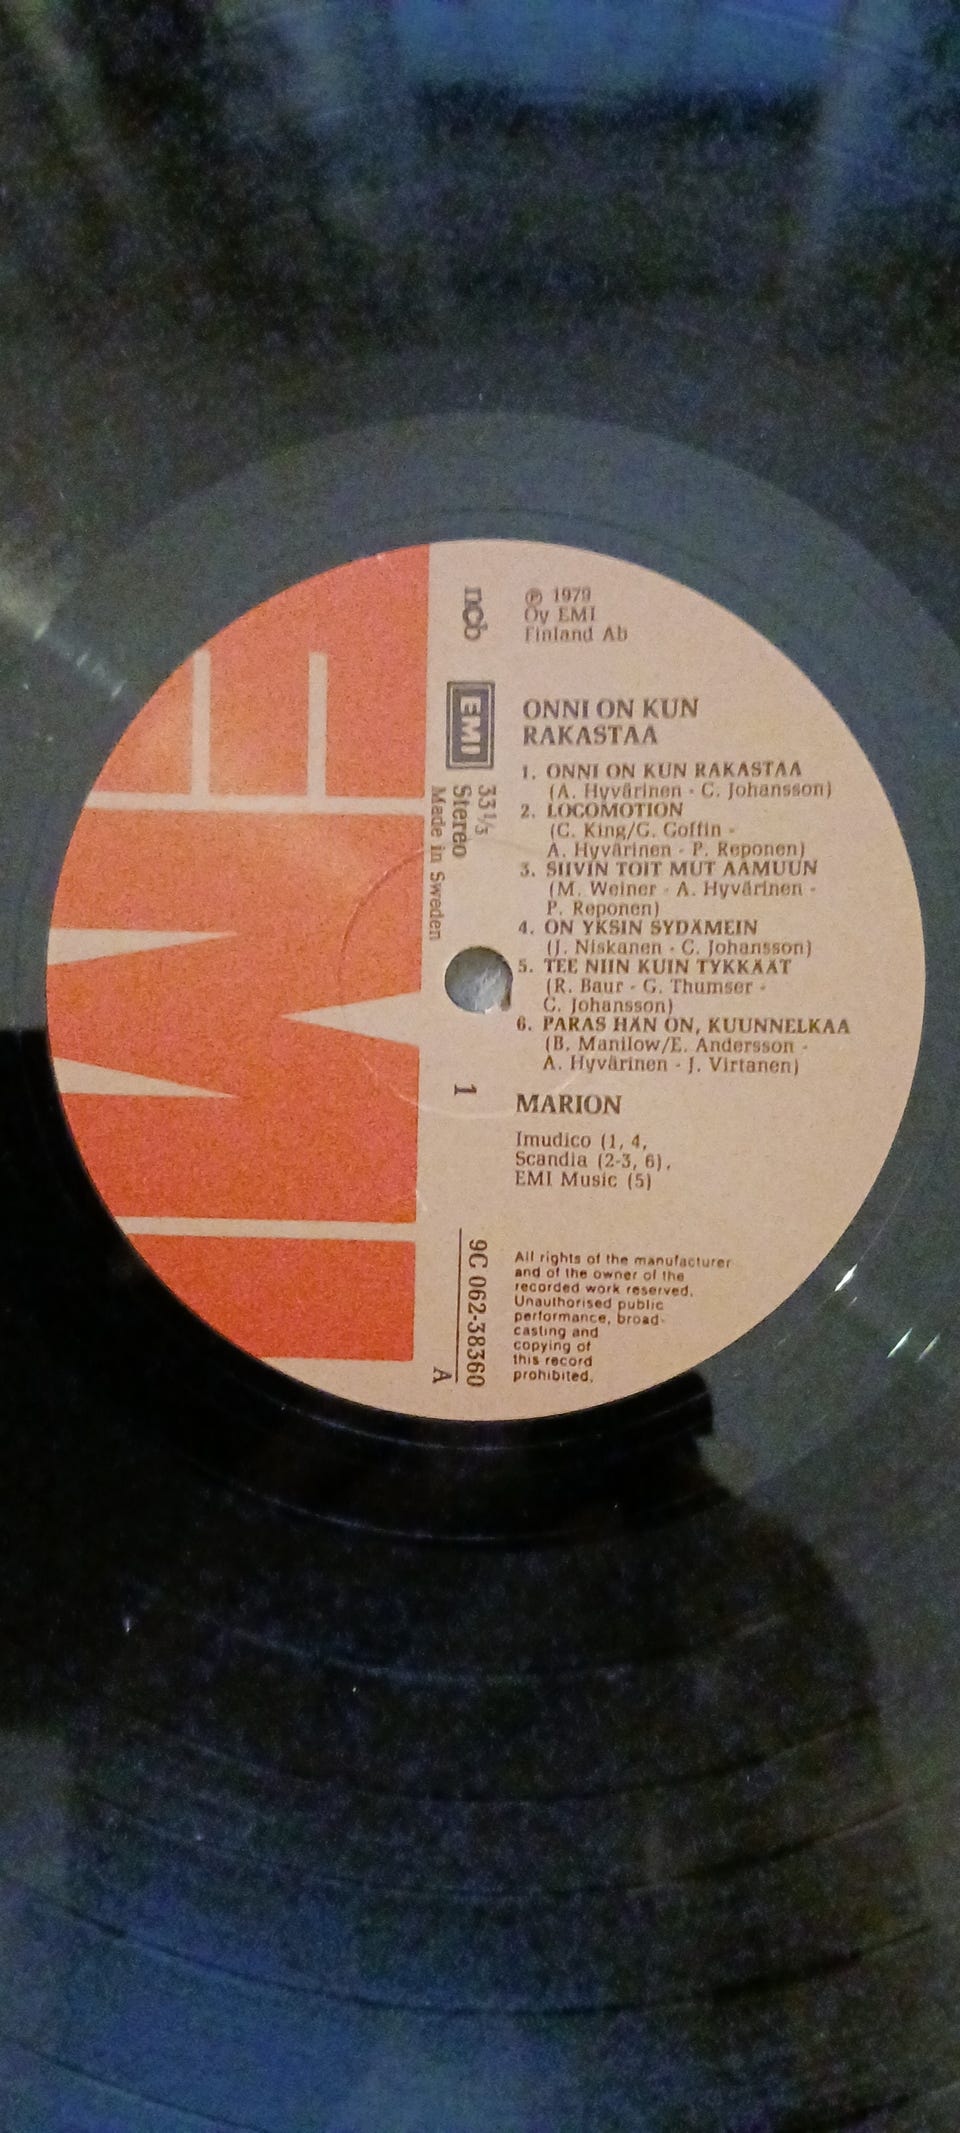 ℗ 1979
Oy EMI
Finland Ab
ncb
EMI
33 1/3
Stereo
Made in Sweden
1
9C 062-38360
A
ONNI ON KUN
RAKASTAA
1. ONNI ON KUN RAKASTAA
(A. Hyvärinen - C. Johansson)
2. LOCOMOTION
(C. King/G. Goffin -
A. Hyvärinen - P. Reponen)
3. SIIVIN TOIT MUT AAMUUN
(M. Weiner - A. Hyvärinen -
P. Reponen)
4. ON YKSIN SYDÄMEIN
(J. Niskanen - C. Johansson)
5. TEE NIIN KUIN TYKKÄÄT
(R. Baur - G. Thumser -
C. Johansson)
6. PARAS HÄN ON, KUUNNELKAA
(B. Manilow/E. Andersson -
A. Hyvärinen - J. Virtanen)
MARION
Imudico (1, 4,
Scandia (2-3, 6),
EMI Music (5)
All rights of the manufacturer
and of the owner of the
recorded work reserved.
Unauthorised public
performance, broad-
casting and
copying of
this record
prohibited.
EMI